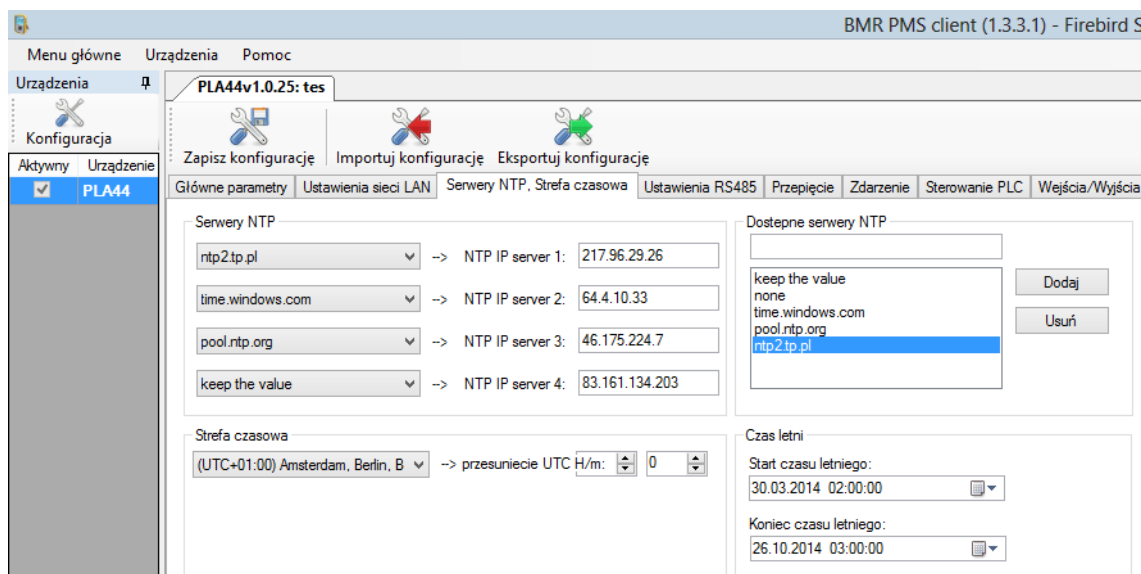 BMR PMS client (1.3.3.1) - Firebird S
Menu główne Urządzenia Pomoc
Urządzenia
Konfiguracja
Aktywny Urządzenie
PLA44
PLA44v1.0.25: tes
Zapisz konfigurację Importuj konfigurację Eksportuj konfigurację
Główne parametry Ustawienia sieci LAN Serwery NTP, Strefa czasowa Ustawienia RS485 Przepięcie Zdarzenie Sterowanie PLC Wejścia/Wyjścia
Serwery NTP
ntp2.tp.pl --> NTP IP server 1: 217.96.29.26
time.windows.com --> NTP IP server 2: 64.4.10.33
pool.ntp.org --> NTP IP server 3: 46.175.224.7
keep the value --> NTP IP server 4: 83.161.134.203
Dostepne serwery NTP
keep the value
none
time.windows.com
pool.ntp.org
ntp2.tp.pl
Dodaj
Usuń
Strefa czasowa
(UTC+01:00) Amsterdam, Berlin, B --> przesuniecie UTC H/m: 0
Czas letni
Start czasu letniego:
30.03.2014 02:00:00
Koniec czasu letniego:
26.10.2014 03:00:00